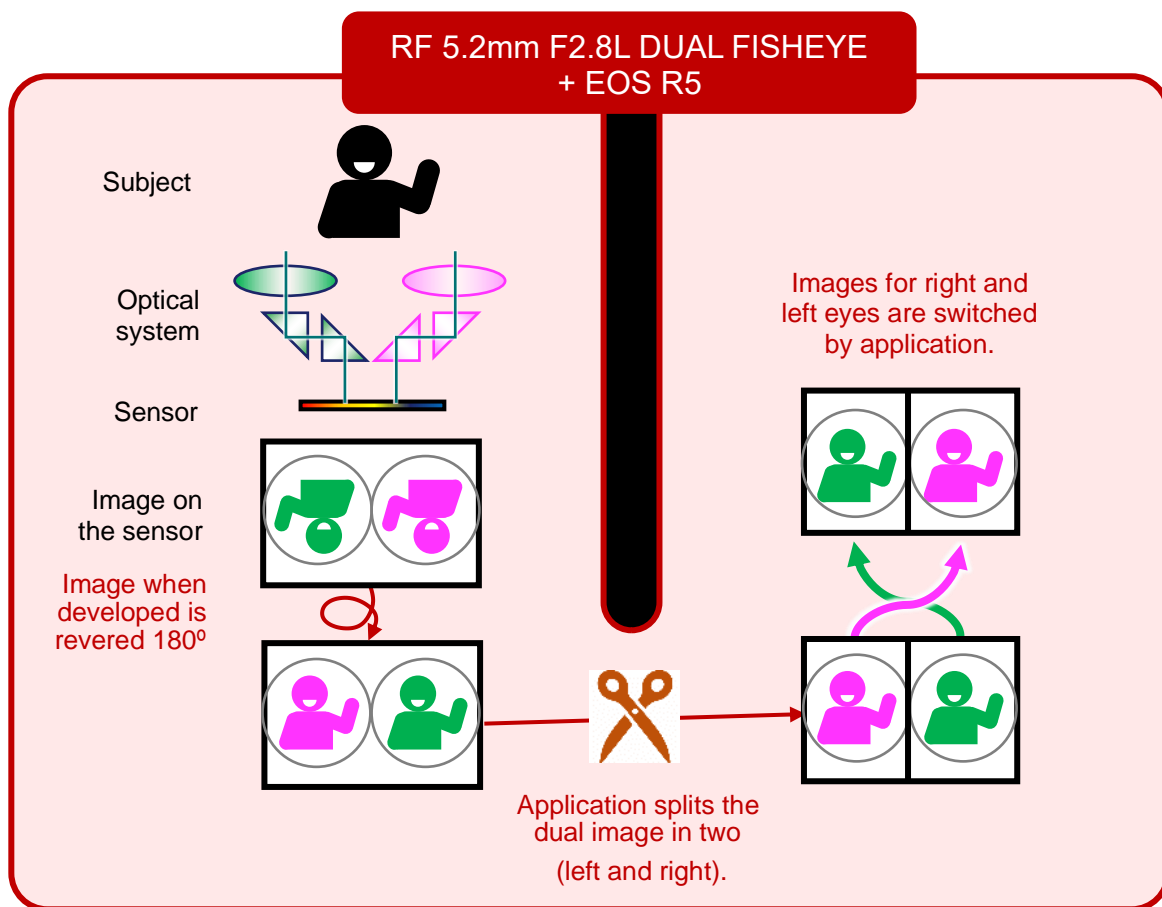 RF 5.2mm F2.8L DUAL FISHEYE
+ EOS R5
Subject
Optical
system
Sensor
Image on
the sensor
Image when
developed is
revered 180º
Application splits the
dual image in two
(left and right).
Images for right and
left eyes are switched
by application.